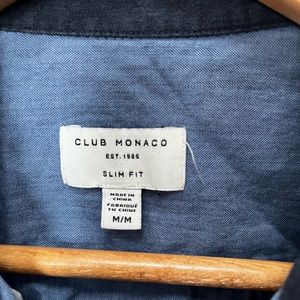 CLUB MONACO
EST. 1985
SLIM FIT
MADE IN
CHINA
FABRIQUÉ
EN CHINE
M/M